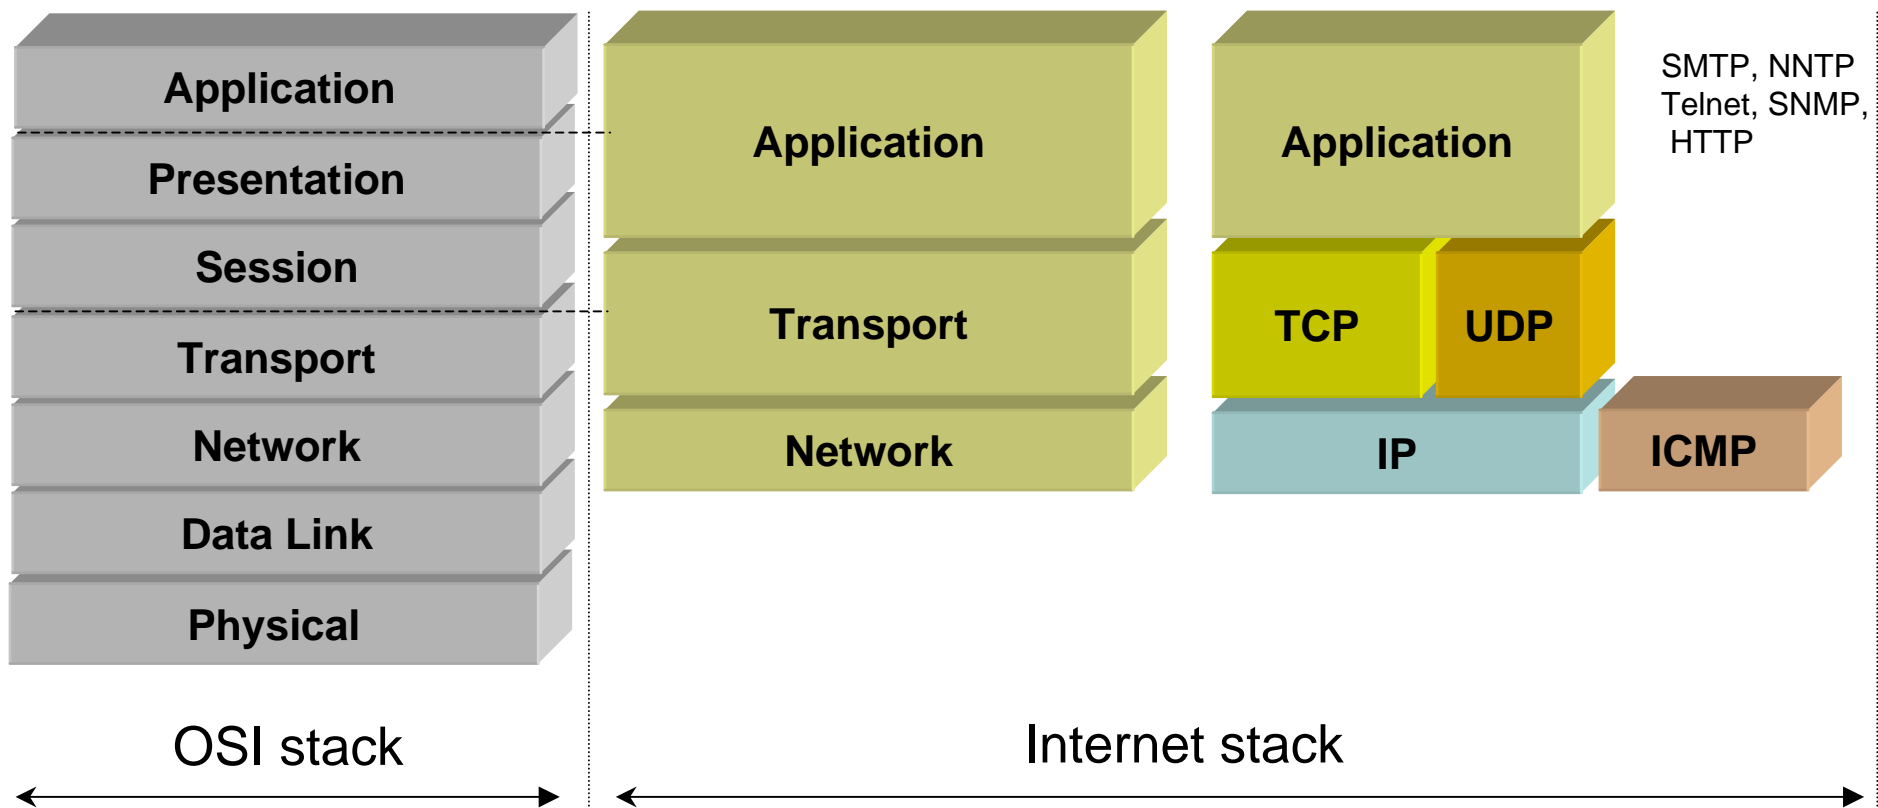 Application
Presentation
Session
Transport
Network
Data Link
Physical
OSI stack
Application
Transport
Network
Application
TCP UDP
IP ICMP
SMTP, NNTP
Telnet, SNMP,
HTTP
Internet stack